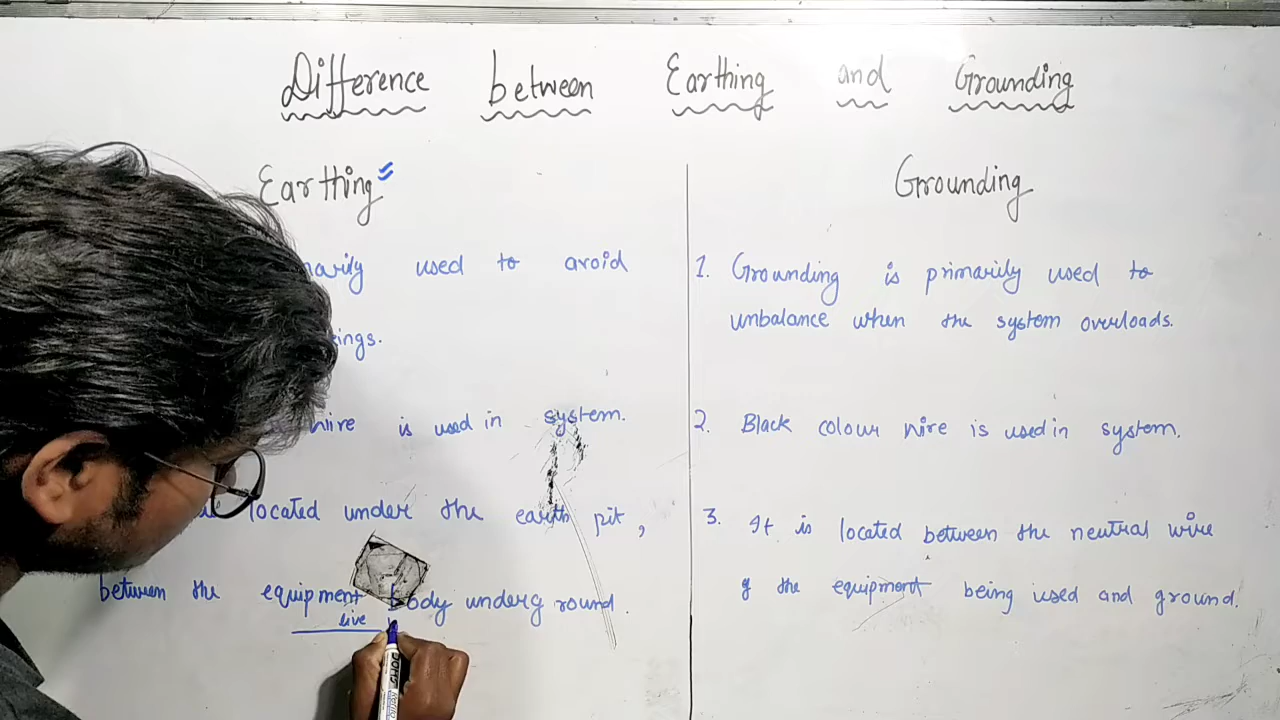 Difference between Earthing and Grounding
Earthing
used to avoid
is used in system.
located under the earth pit,
between the equipment body underground.
live
Grounding
1. Grounding is primarily used to
unbalance when the system overloads.
2. Black colour wire is used in system.
3. It is located between the neutral wire
of the equipment being used and ground.
DOMS